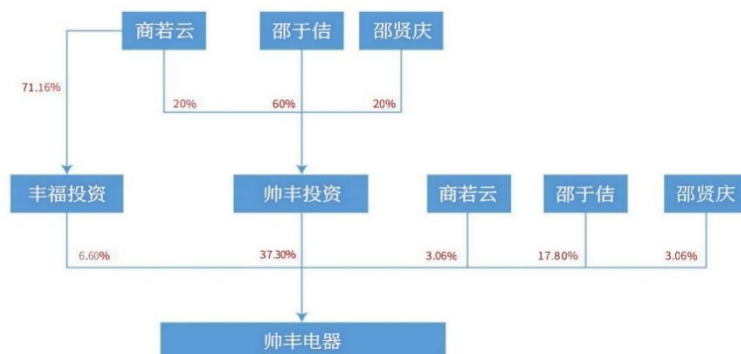 商若云 邵于佶 邵贤庆
71.16%
20% 60% 20%
丰福投资 帅丰投资 商若云 邵于佶 邵贤庆
6.60% 37.30% 3.06% 17.80% 3.06%
帅丰电器